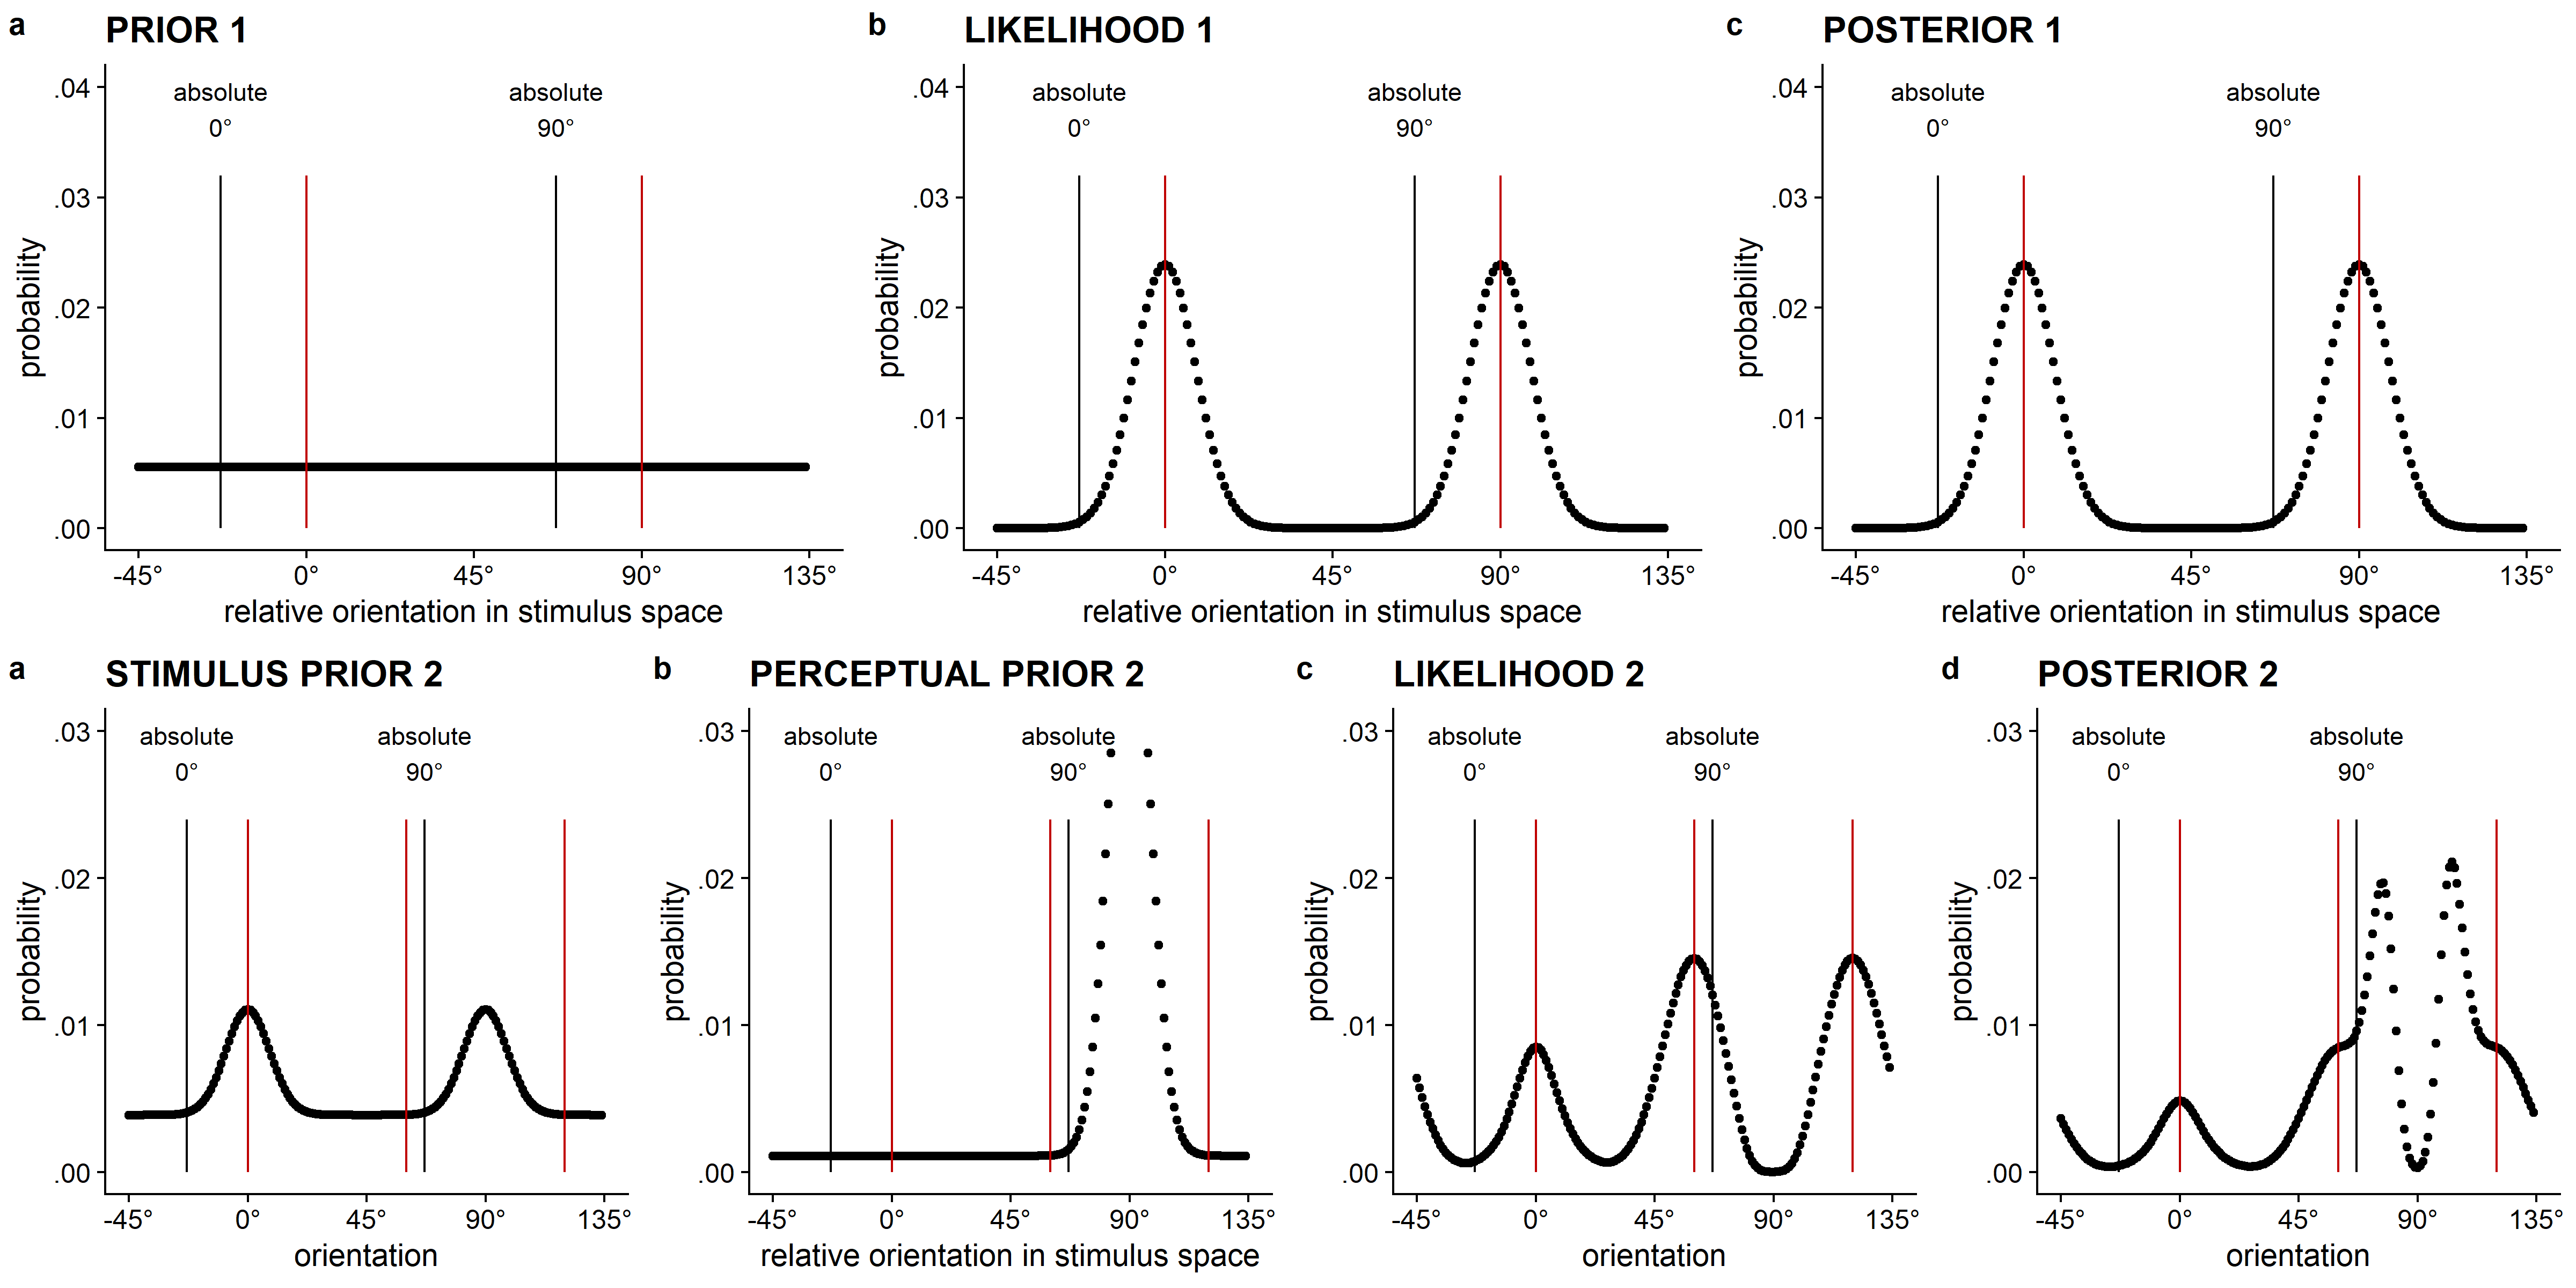 a PRIOR 1
absolute 0°
absolute 90°
.04
.03
.02
.01
.00
probability
-45° 0° 45° 90° 135°
relative orientation in stimulus space
b LIKELIHOOD 1
absolute 0°
absolute 90°
.04
.03
.02
.01
.00
probability
-45° 0° 45° 90° 135°
relative orientation in stimulus space
c POSTERIOR 1
absolute 0°
absolute 90°
.04
.03
.02
.01
.00
probability
-45° 0° 45° 90° 135°
relative orientation in stimulus space
a STIMULUS PRIOR 2
absolute 0°
absolute 90°
.03
.02
.01
.00
probability
-45° 0° 45° 90° 135°
orientation
b PERCEPTUAL PRIOR 2
absolute 0°
absolute 90°
.03
.02
.01
.00
probability
-45° 0° 45° 90° 135°
relative orientation in stimulus space
c LIKELIHOOD 2
absolute 0°
absolute 90°
.03
.02
.01
.00
probability
-45° 0° 45° 90° 135°
orientation
d POSTERIOR 2
absolute 0°
absolute 90°
.03
.02
.01
.00
probability
-45° 0° 45° 90° 135°
orientation